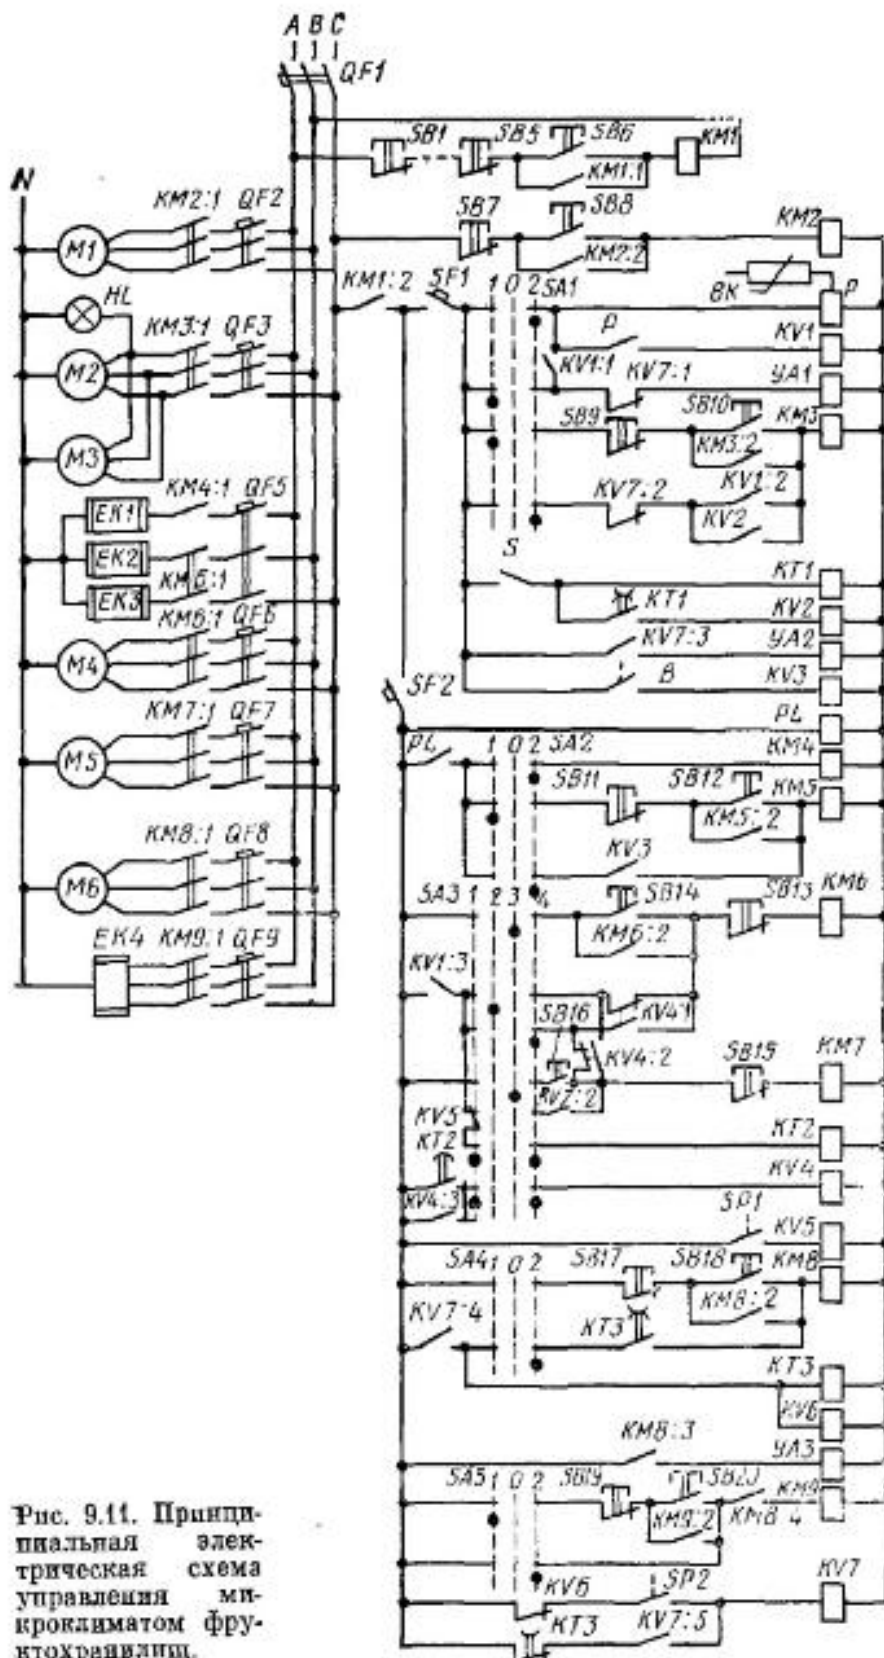 A B C
QF1
SB1 SB5 SB6 KM1
KM1:1
N
KM2:1 QF2
SB7 SB8 KM2
KM2:2
M1
HL
KM1:2 SF1 1 0 2 SA1
BK P
KM3:1 QF3
P KV1
M2
KV1:1 KV7:1 YA1
SB9 SB10 KM3
KM3:2
M3
KM4:1 QF5
KV7:2 KV1:2
KV2
EK1
S
EK2
KM5:1
KT1
EK3
KM6:1 QF6
KT1 KV2
M4
KV7:3 YA2
SF2
B KV3
KM7:1 QF7
PL
M5
PL 1 0 2 SA2 KM4
SB11 SB12 KM5
KM5:2
KM8:1 QF8
KV3
M6
SA3 1 2 3 4 SB14 SB13 KM6
KM6:2
EK4 KM9:1 QF9
KV1:3
KV4:1
SB16
KV4:2 SB15 KM7
KV2:2
KV5
KT2 KT2
KV4
KV4:3
SP1 KV5
SA4 1 0 2 SB17 SB18 KM8
KM8:2
KV7:4 KT3
KT3
KV6
KM8:3 YA3
SA5 1 0 2 SB19 SB20 KM9
KM9:2 KM8 4
KV6 SP2 KV7
KT3 KV7:5
Рис. 9.11. Принци-
пиальная элек-
трическая схема
управления ми-
кроклиматом фру-
ктохранилищ.